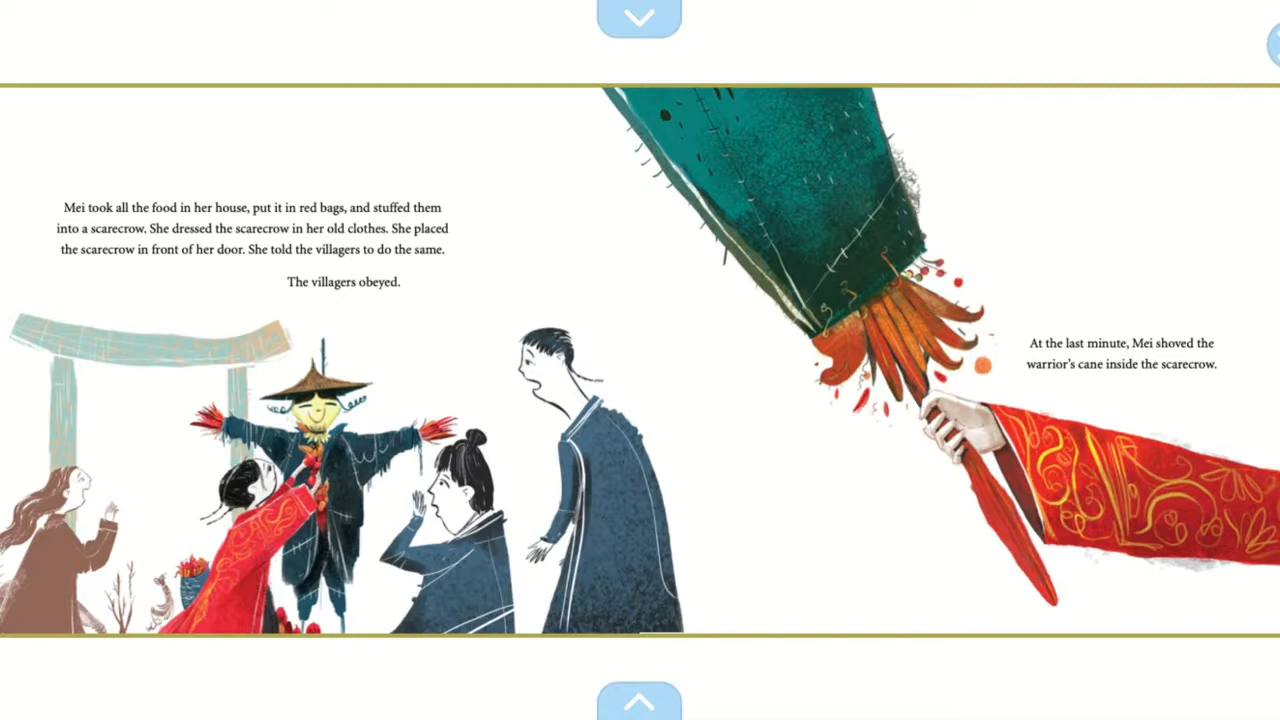 Mei took all the food in her house, put it in red bags, and stuffed them
into a scarecrow. She dressed the scarecrow in her old clothes. She placed
the scarecrow in front of her door. She told the villagers to do the same.
The villagers obeyed.
At the last minute, Mei shoved the
warrior’s cane inside the scarecrow.